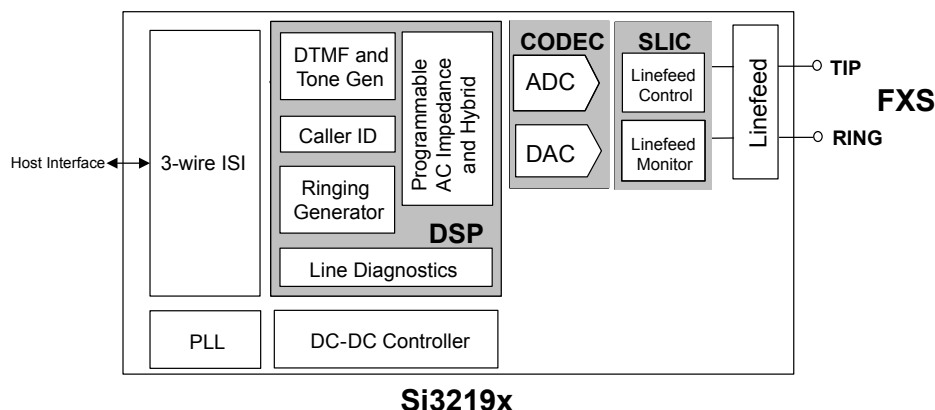 Host Interface
3-wire ISI
PLL
DTMF and
Tone Gen
Caller ID
Ringing
Generator
Programmable
AC Impedance
and Hybrid
DSP
Line Diagnostics
DC-DC Controller
CODEC
ADC
DAC
SLIC
Linefeed
Control
Linefeed
Monitor
Linefeed
TIP
FXS
RING
Si3219x